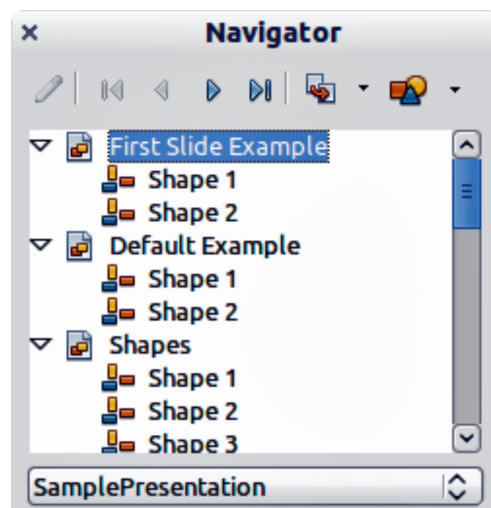 Navigator
First Slide Example
Shape 1
Shape 2
Default Example
Shape 1
Shape 2
Shapes
Shape 1
Shape 2
Shape 3
SamplePresentation